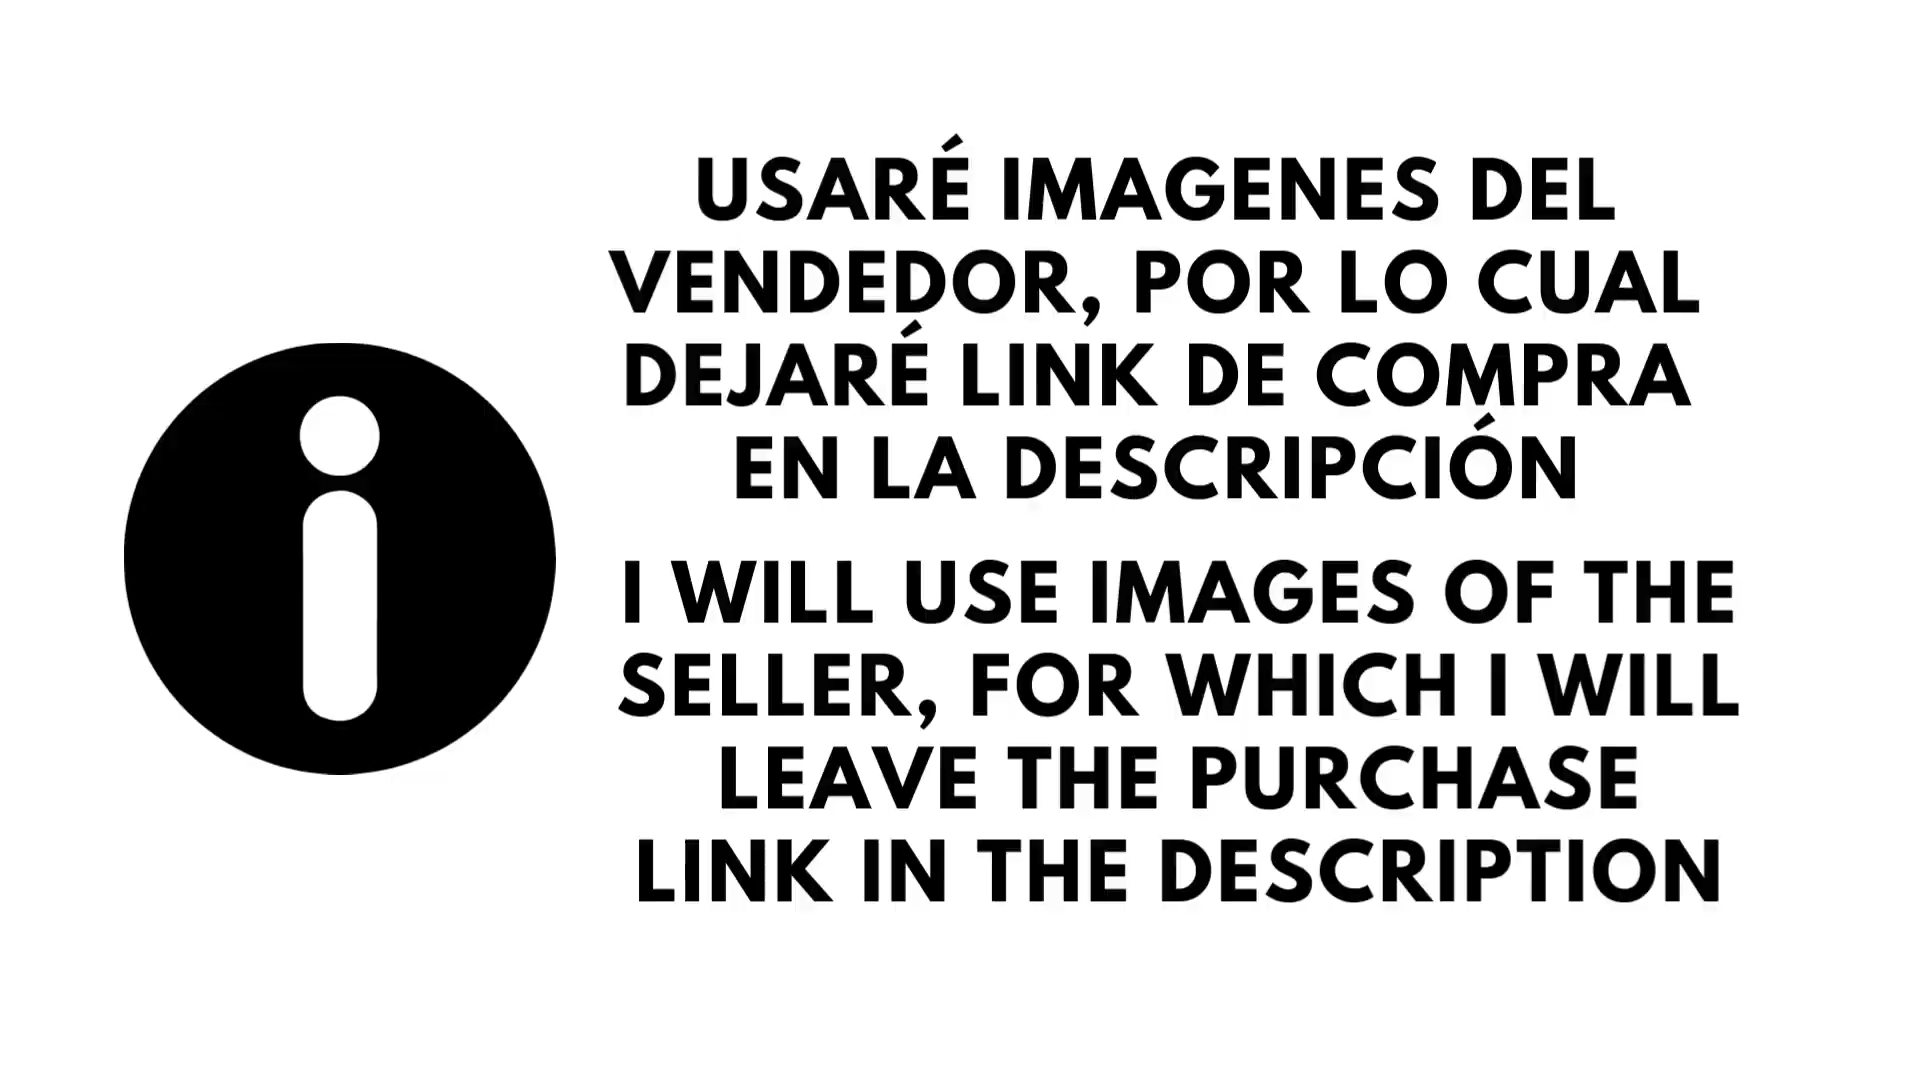 USARÉ IMAGENES DEL
VENDEDOR, POR LO CUAL
DEJARÉ LINK DE COMPRA
EN LA DESCRIPCIÓN
I WILL USE IMAGES OF THE
SELLER, FOR WHICH I WILL
LEAVE THE PURCHASE
LINK IN THE DESCRIPTION